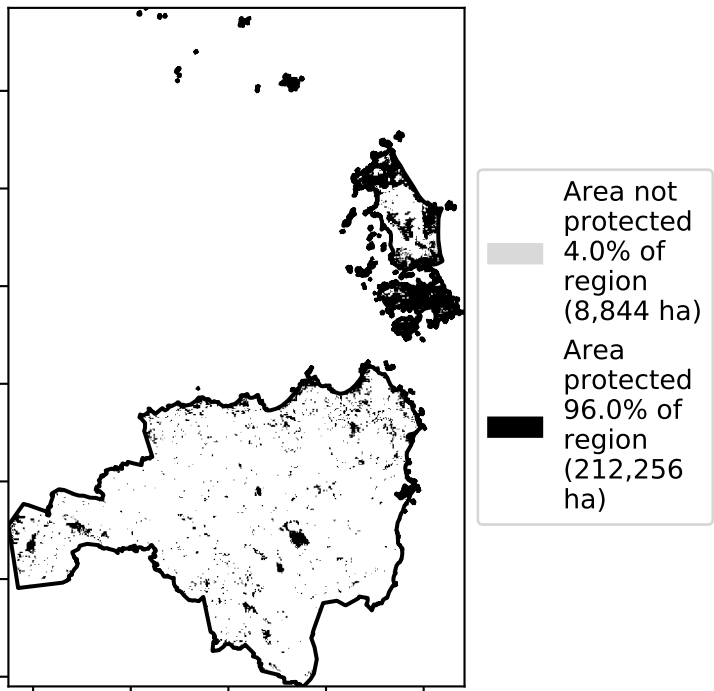 Area not
protected
4.0% of
region
(8,844 ha)
Area
protected
96.0% of
region
(212,256
ha)